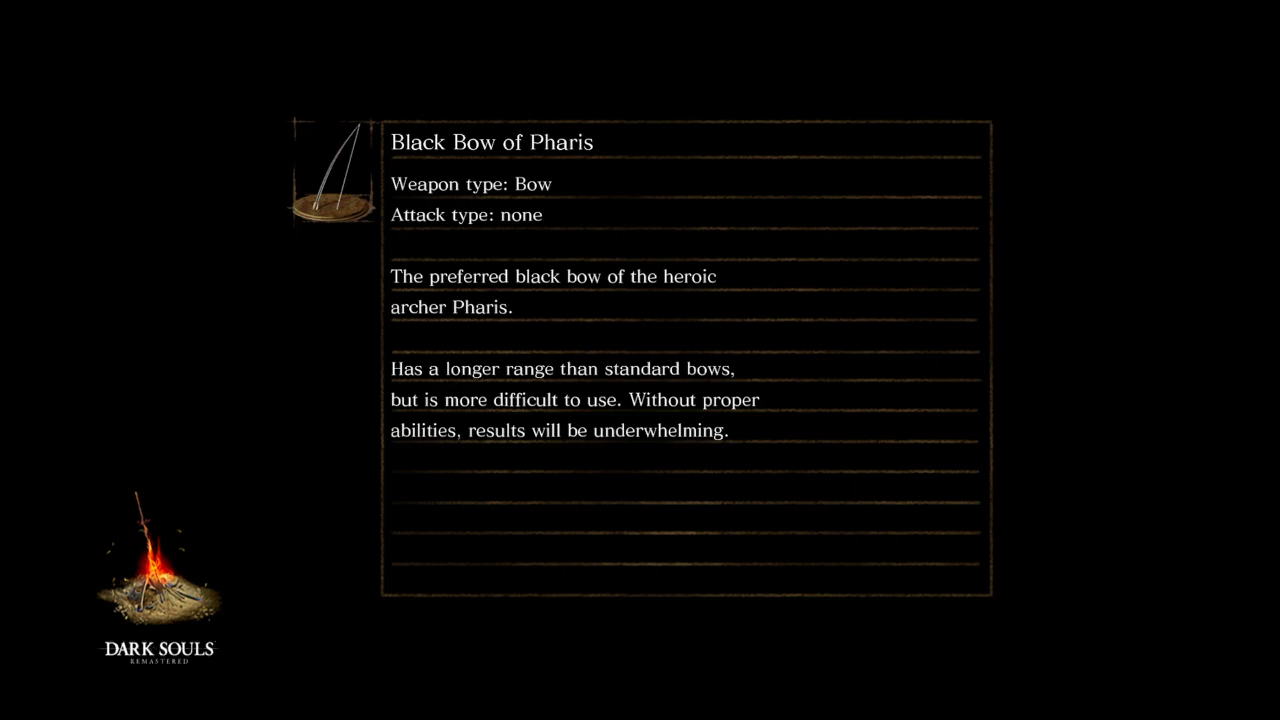 Black Bow of Pharis
Weapon type: Bow
Attack type: none
The preferred black bow of the heroic
archer Pharis.
Has a longer range than standard bows,
but is more difficult to use. Without proper
abilities, results will be underwhelming.
DARK SOULS
REMASTERED